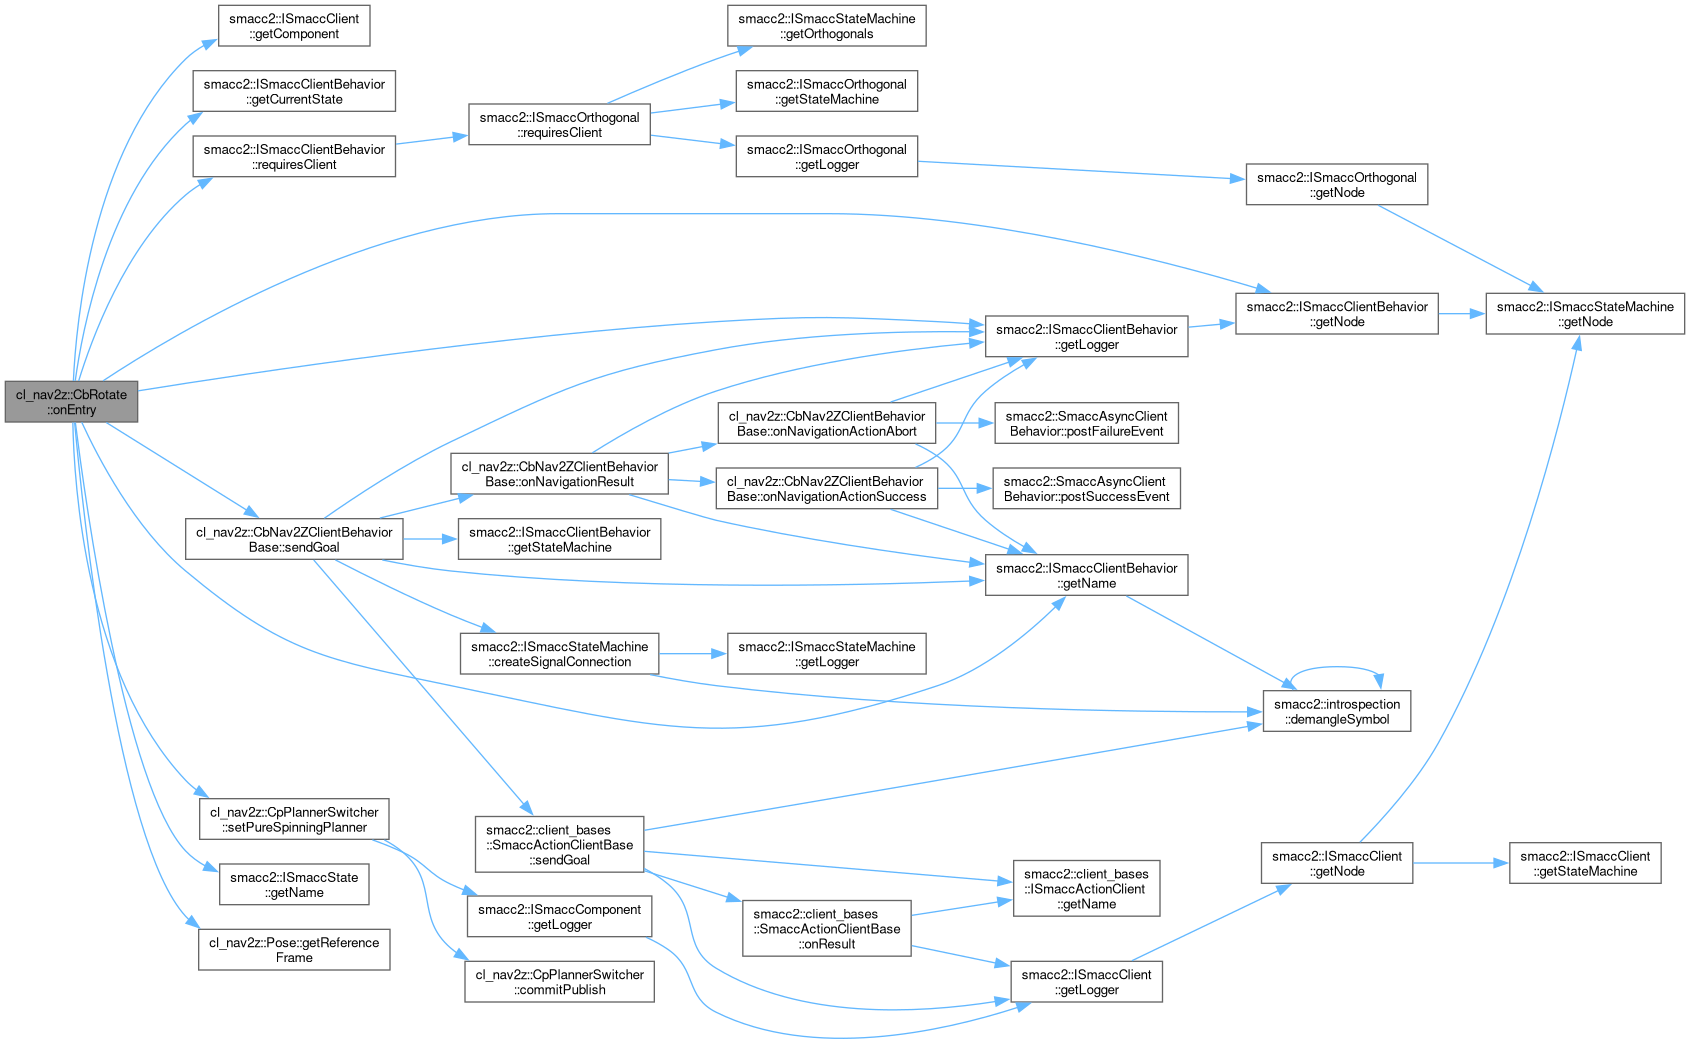 smacc2::ISmaccClient
::getComponent
smacc2::ISmaccStateMachine
::getOrthogonals
smacc2::ISmaccClientBehavior
::getCurrentState
smacc2::ISmaccOrthogonal
::getStateMachine
smacc2::ISmaccOrthogonal
::requiresClient
smacc2::ISmaccClientBehavior
::requiresClient
smacc2::ISmaccOrthogonal
::getLogger
smacc2::ISmaccOrthogonal
::getNode
smacc2::ISmaccClientBehavior
::getNode
smacc2::ISmaccStateMachine
::getNode
smacc2::ISmaccClientBehavior
::getLogger
cl_nav2z::CbRotate
::onEntry
cl_nav2z::CbNav2ZClientBehavior
Base::onNavigationActionAbort
smacc2::SmaccAsyncClient
Behavior::postFailureEvent
cl_nav2z::CbNav2ZClientBehavior
Base::onNavigationResult
cl_nav2z::CbNav2ZClientBehavior
Base::onNavigationActionSuccess
smacc2::SmaccAsyncClient
Behavior::postSuccessEvent
cl_nav2z::CbNav2ZClientBehavior
Base::sendGoal
smacc2::ISmaccClientBehavior
::getStateMachine
smacc2::ISmaccClientBehavior
::getName
smacc2::ISmaccStateMachine
::createSignalConnection
smacc2::ISmaccStateMachine
::getLogger
smacc2::introspection
::demangleSymbol
cl_nav2z::CpPlannerSwitcher
::setPureSpinningPlanner
smacc2::client_bases
::SmaccActionClientBase
::sendGoal
smacc2::ISmaccClient
::getNode
smacc2::ISmaccClient
::getStateMachine
smacc2::ISmaccState
::getName
smacc2::client_bases
::ISmaccActionClient
::getName
smacc2::ISmaccComponent
::getLogger
smacc2::client_bases
::SmaccActionClientBase
::onResult
cl_nav2z::Pose::getReference
Frame
cl_nav2z::CpPlannerSwitcher
::commitPublish
smacc2::ISmaccClient
::getLogger